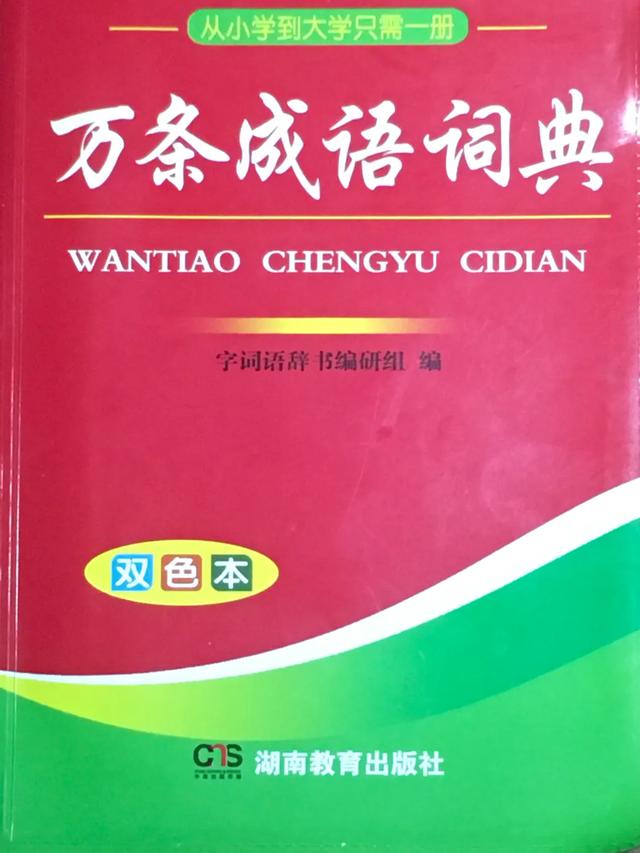 从小学到大学只需一册
万条成语词典
WANTIAO CHENGYU CIDIAN
字词语辞书编研组 编
双色本
湖南教育出版社